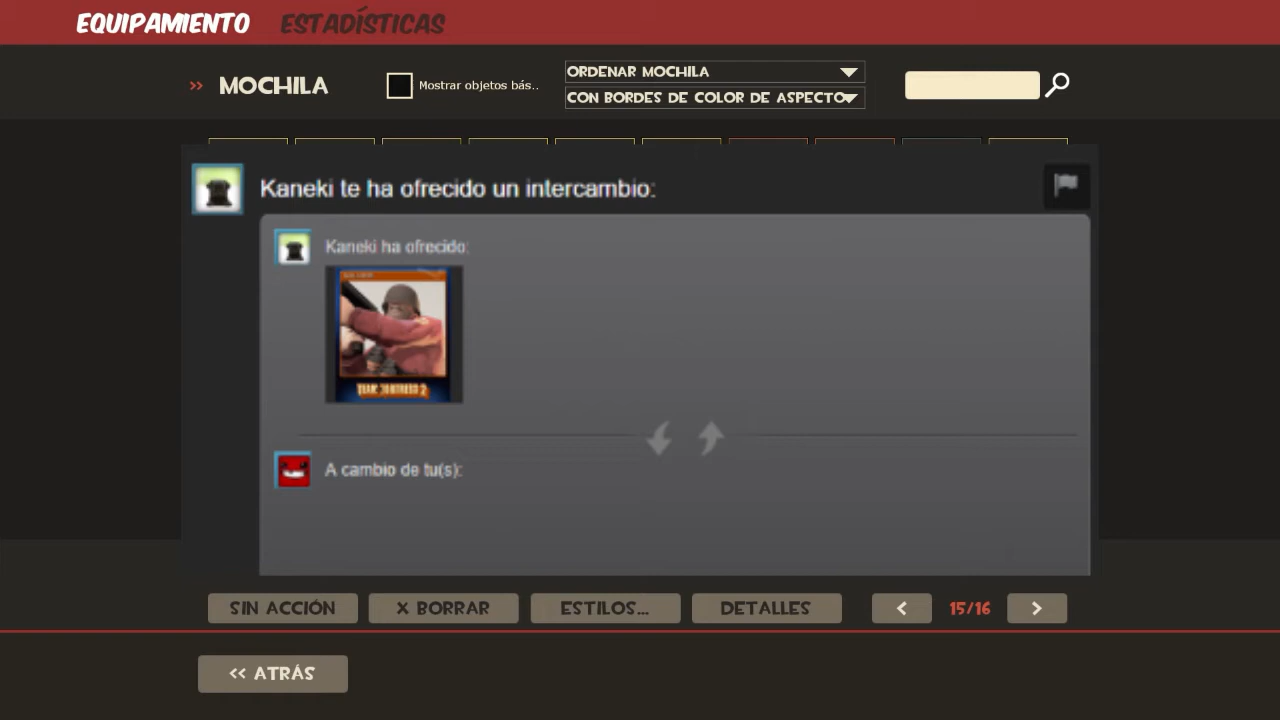 EQUIPAMIENTO ESTADÍSTICAS
>> MOCHILA
Mostrar objetos bás..
ORDENAR MOCHILA
CON BORDES DE COLOR DE ASPECTO
Kaneki te ha ofrecido un intercambio:
Kaneki ha ofrecido:
TEAM FORTRESS 2
A cambio de tu(s):
SIN ACCIÓN X BORRAR ESTILOS... DETALLES < 15/16 >
<< ATRÁS